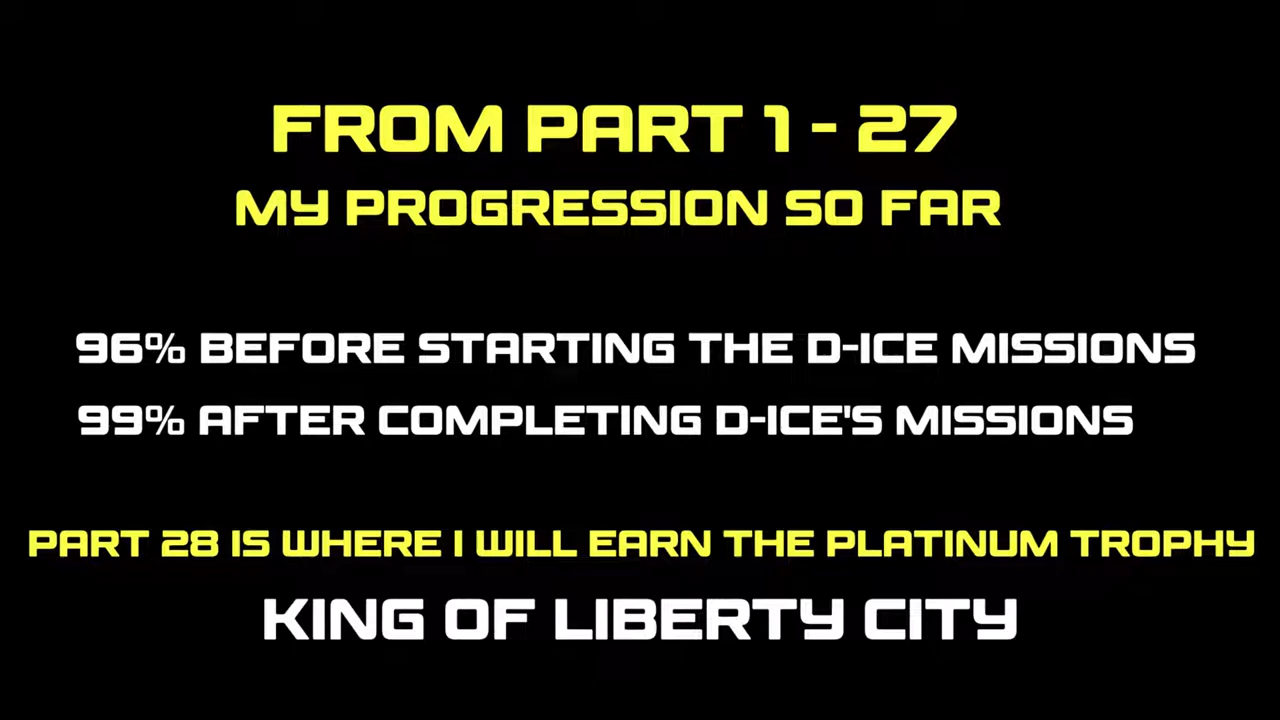 FROM PART 1 - 27
MY PROGRESSION SO FAR
96% BEFORE STARTING THE D-ICE MISSIONS
99% AFTER COMPLETING D-ICE'S MISSIONS
PART 28 IS WHERE I WILL EARN THE PLATINUM TROPHY
KING OF LIBERTY CITY